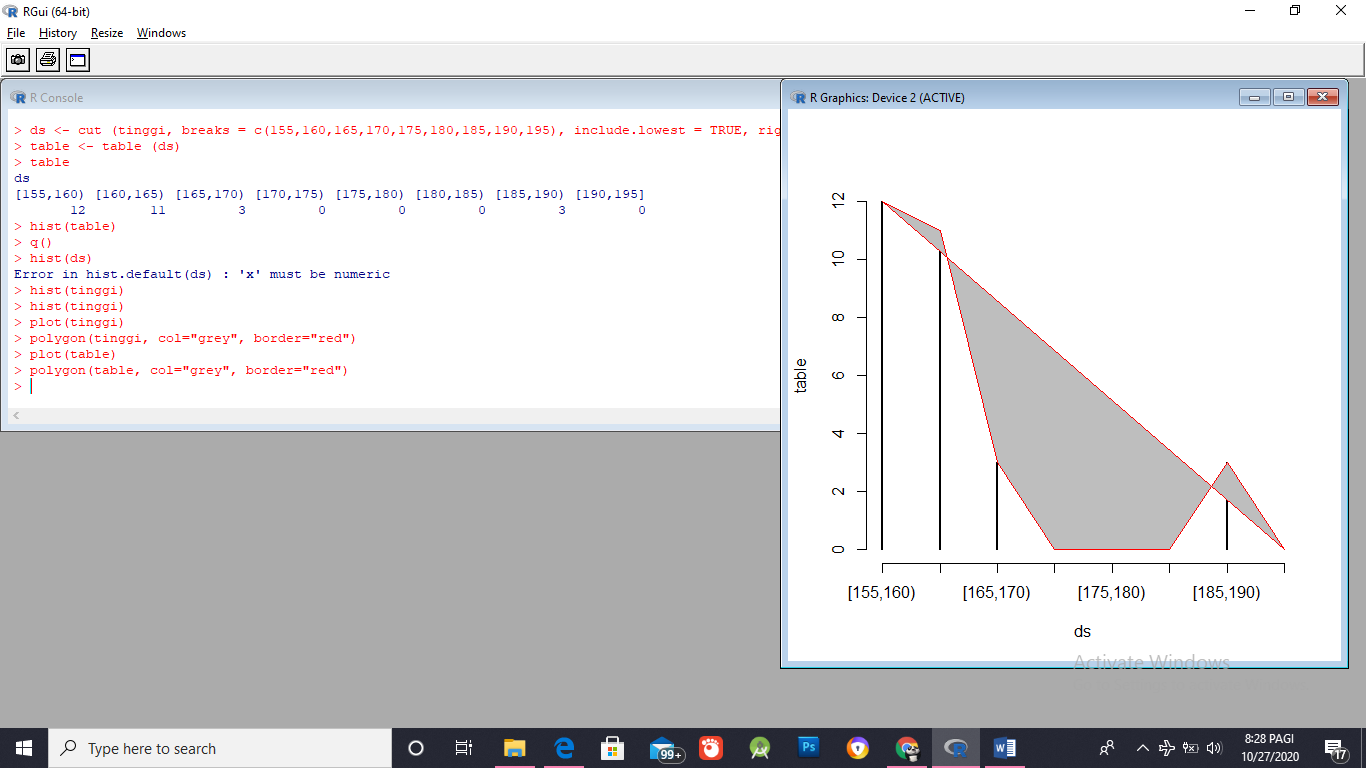 RGui (64-bit)
File History Resize Windows
R Console
> ds <- cut (tinggi, breaks = c(155,160,165,170,175,180,185,190,195), include.lowest = TRUE, rig
> table <- table (ds)
> table
ds
[155,160) [160,165) [165,170) [170,175) [175,180) [180,185) [185,190) [190,195]
12 11 3 0 0 0 3 0
> hist(table)
> q()
> hist(ds)
Error in hist.default(ds) : 'x' must be numeric
> hist(tinggi)
> hist(tinggi)
> plot(tinggi)
> polygon(tinggi, col="grey", border="red")
> plot(table)
> polygon(table, col="grey", border="red")
>
R Graphics: Device 2 (ACTIVE)
12
10
8
6
4
2
0
table
[155,160) [165,170) [175,180) [185,190)
ds
Activate Windows
Type here to search
99+
Ps
8:28 PAGI
10/27/2020
17